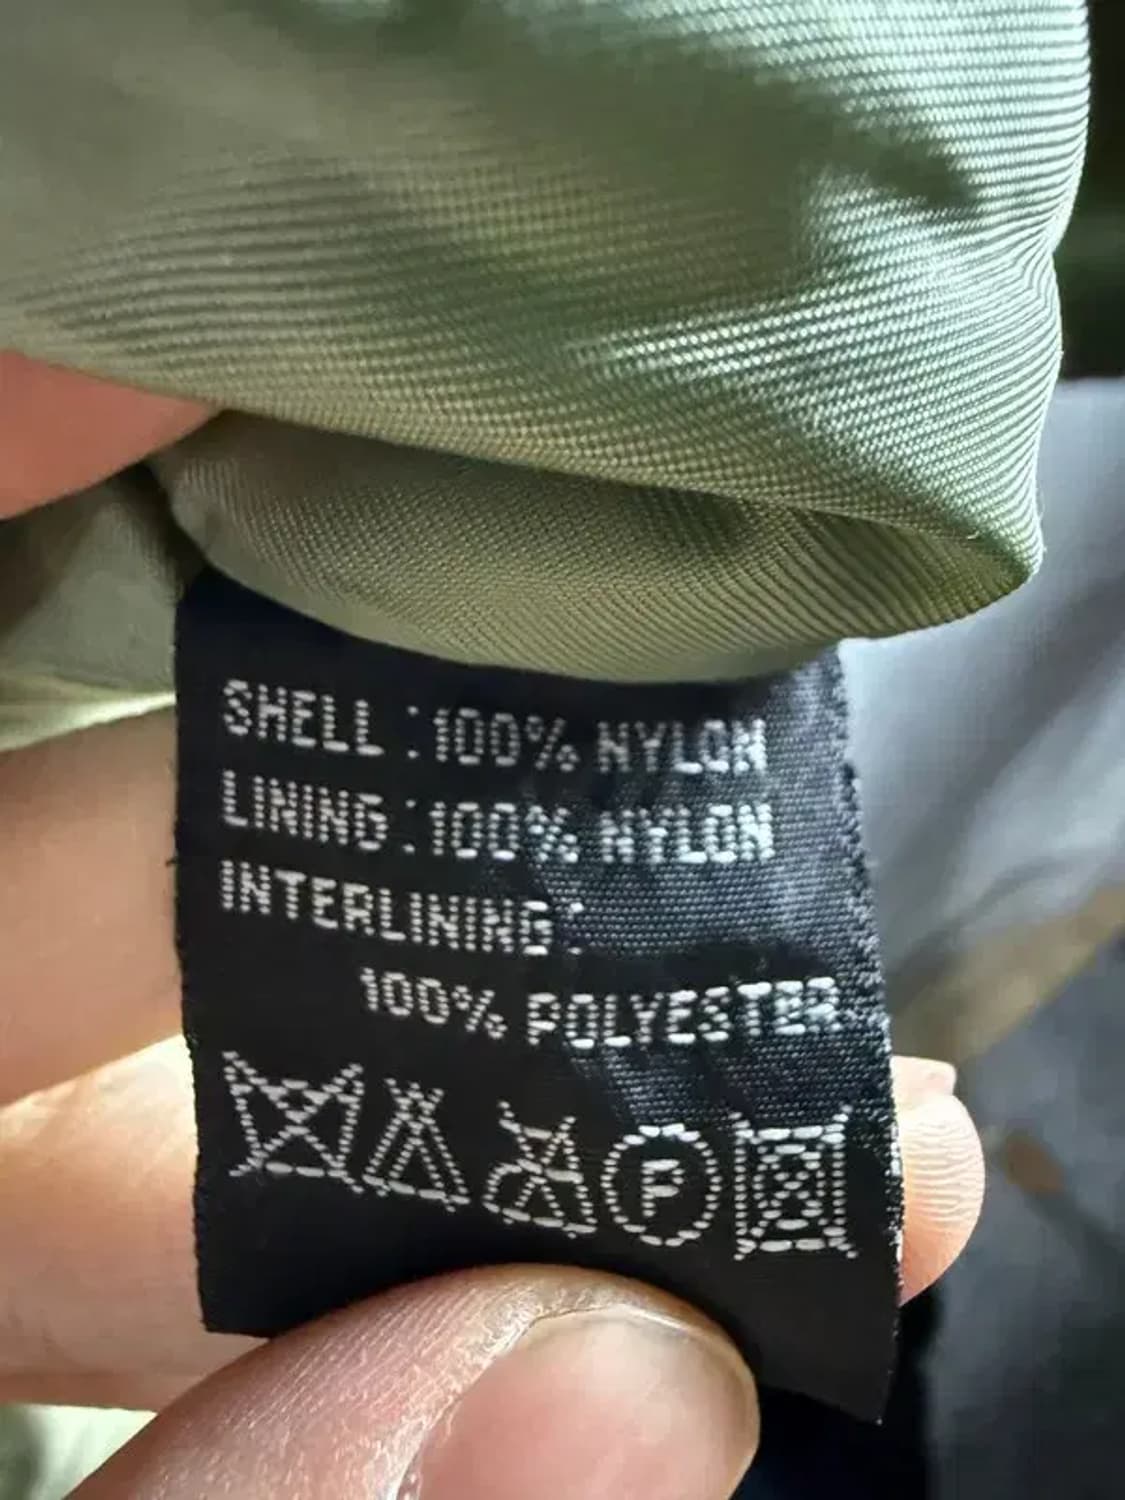 SHELL :100% NYLON
LINING :100% NYLON
INTERLINING:
100% POLYESTER
P